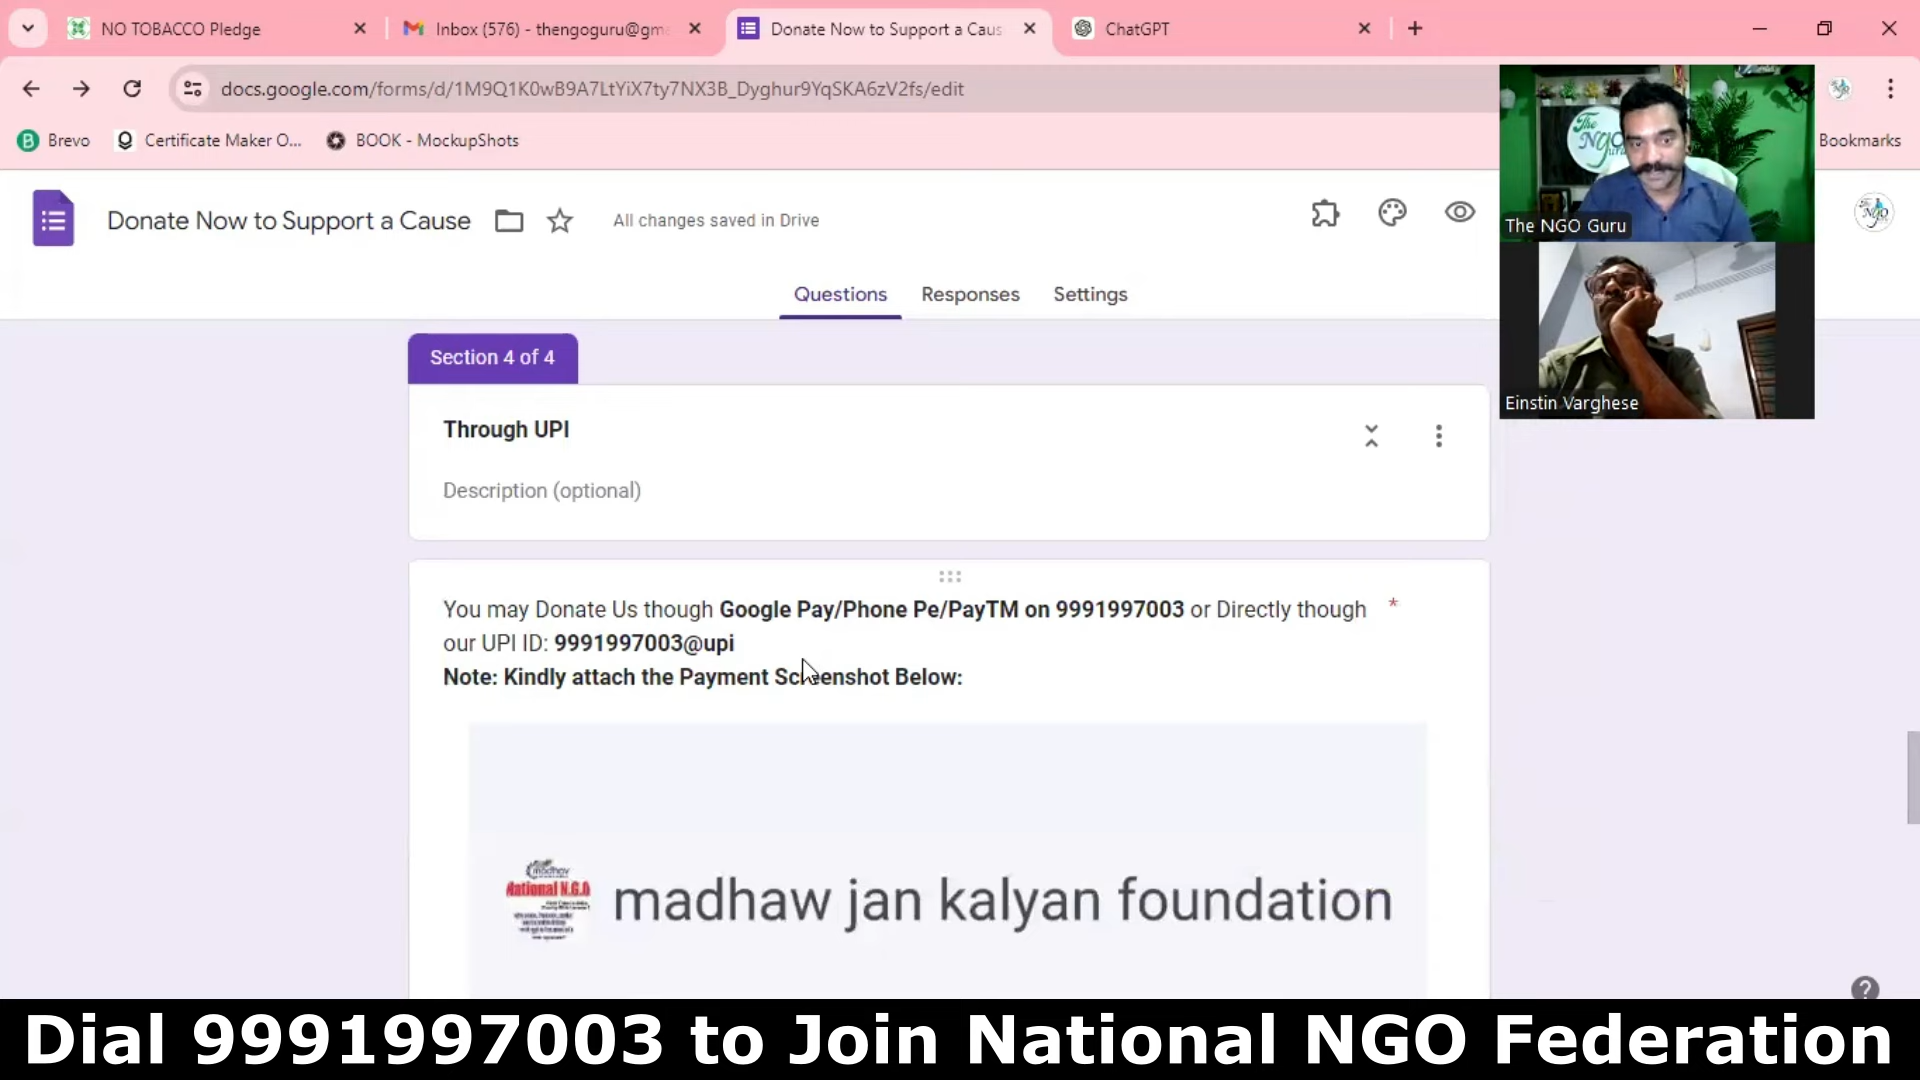 NO TOBACCO Pledge
Inbox (576) - thengoguru@gm
Donate Now to Support a Caus
ChatGPT
docs.google.com/forms/d/1M9Q1K0wB9A7LtYiX7ty7NX3B_Dyghur9YqSKA6zV2fs/edit
Brevo
Certificate Maker O...
BOOK - MockupShots
Bookmarks
Donate Now to Support a Cause
All changes saved in Drive
The NGO Guru
Questions
Responses
Settings
Section 4 of 4
Einstin Varghese
Through UPI
Description (optional)
You may Donate Us though Google Pay/Phone Pe/PayTM on 9991997003 or Directly though *
our UPI ID: 9991997003@upi
Note: Kindly attach the Payment Screenshot Below:
National N.G.O
madhaw jan kalyan foundation
Dial 9991997003 to Join National NGO Federation